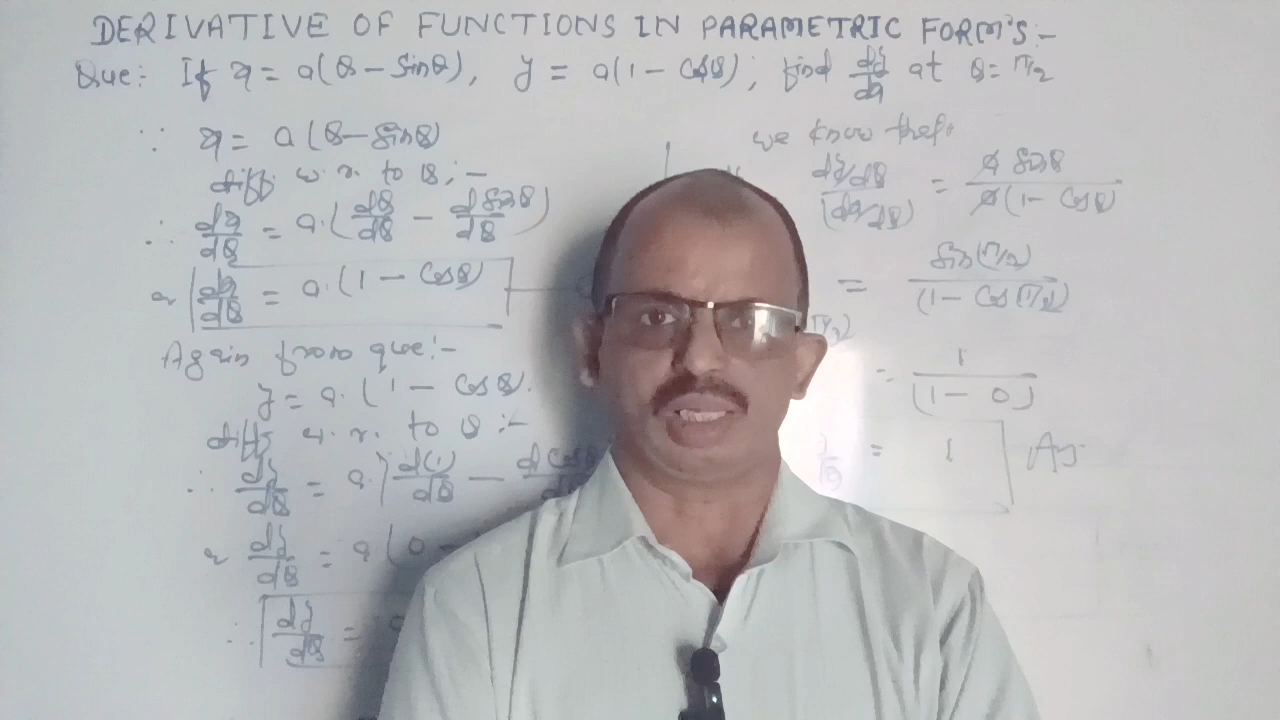 DERIVATIVE OF FUNCTIONS IN PARAMETRIC FORM'S:-
Que:- If x = a(θ - Sinθ), y = a(1 - Cosθ); find dy/dx at θ = π/2
∵ x = a(θ - Sinθ)
diff. w. r. to θ;-
∴ dx/dθ = a.(dθ/dθ - dSinθ/dθ)
dx/dθ = a.(1 - Cosθ)
Again from que:-
y = a.(1 - Cosθ).
diff. w. r. to θ:-
∴ dy/dθ = a.{d(1)/dθ - dCosθ
dy/dθ = a(0 -
∴ dy/dθ =
we know that.
(dy/dθ)/(dx/dθ) = a Sinθ/a(1 - Cosθ)
= Sin(π/2)/(1 - Cos π/2)
= 1/(1 - 0)
= 1 Ans